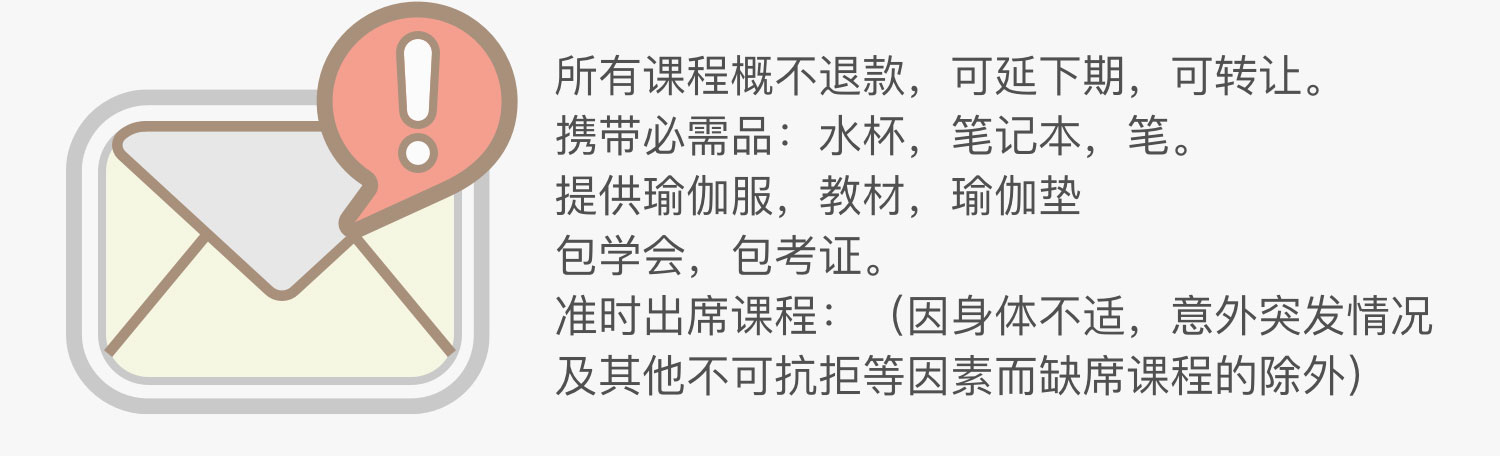 所有课程概不退款，可延下期，可转让。
携带必需品：水杯，笔记本，笔。
提供瑜伽服，教材，瑜伽垫
包学会，包考证。
准时出席课程：（因身体不适，意外突发情况
及其他不可抗拒等因素而缺席课程的除外）